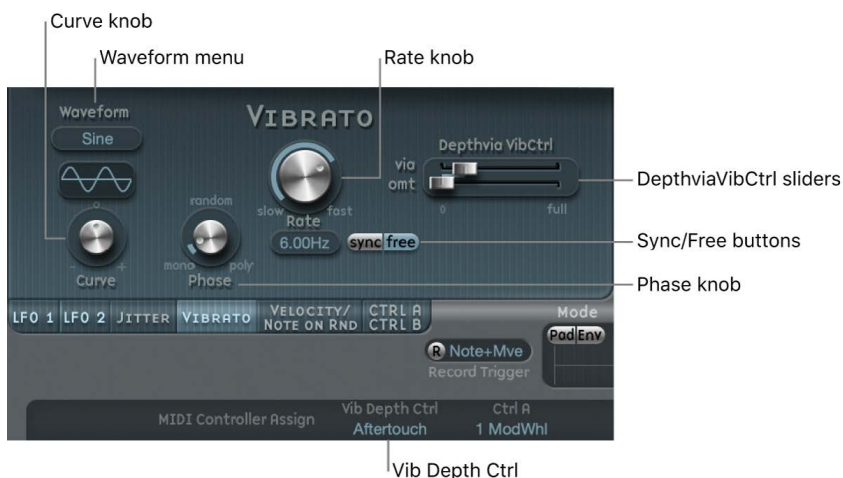 Curve knob
Waveform menu
Rate knob
Waveform
VIBRATO
Sine
Depthvia VibCtrl
via
omt
DepthviaVibCtrl sliders
0
full
random
o
slow
fast
Rate
6.00Hz
sync free
Sync/Free buttons
- +
Curve
mono poly
Phase
Phase knob
LFO 1 LFO 2 JITTER VIBRATO VELOCITY/ NOTE ON RND CTRL A CTRL B
Mode
Pad Env
R Note+Mve
Record Trigger
MIDI Controller Assign
Vib Depth Ctrl
Aftertouch
Ctrl A
1 ModWhl
Vib Depth Ctrl